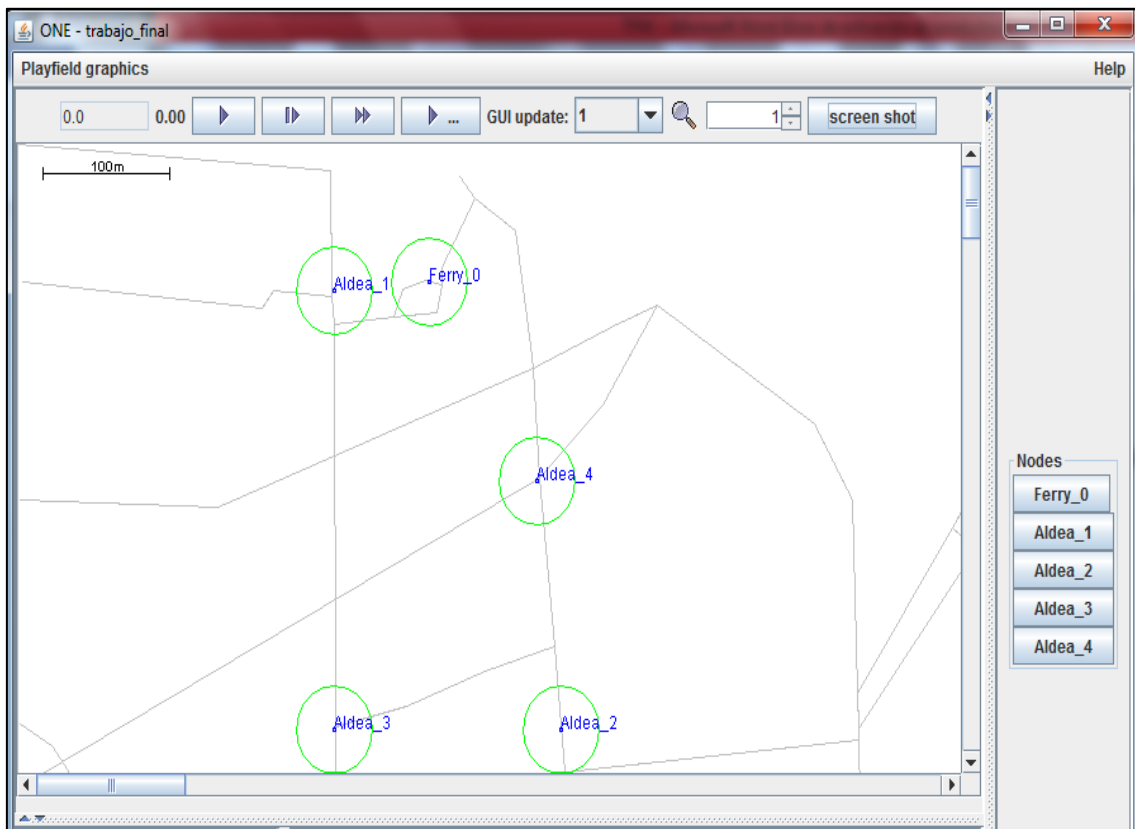 ONE - trabajo_final
Playfield graphics Help
0.0 0.00 ... GUI update: 1 1 screen shot
100m
Aldea_1
Ferry_0
Aldea_4
Aldea_3
Aldea_2
Nodes
Ferry_0
Aldea_1
Aldea_2
Aldea_3
Aldea_4